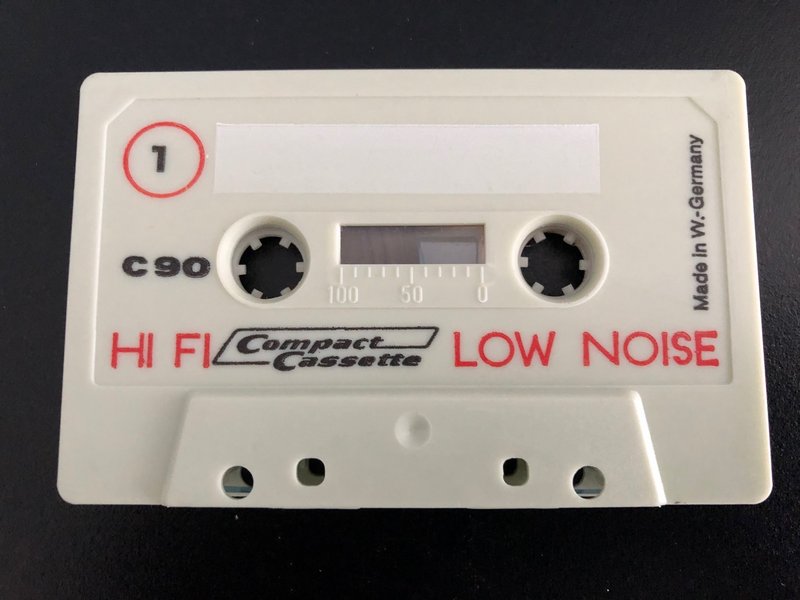 1
Made in W.-Germany
C90
100 50 0
HI FI Compact Cassette LOW NOISE